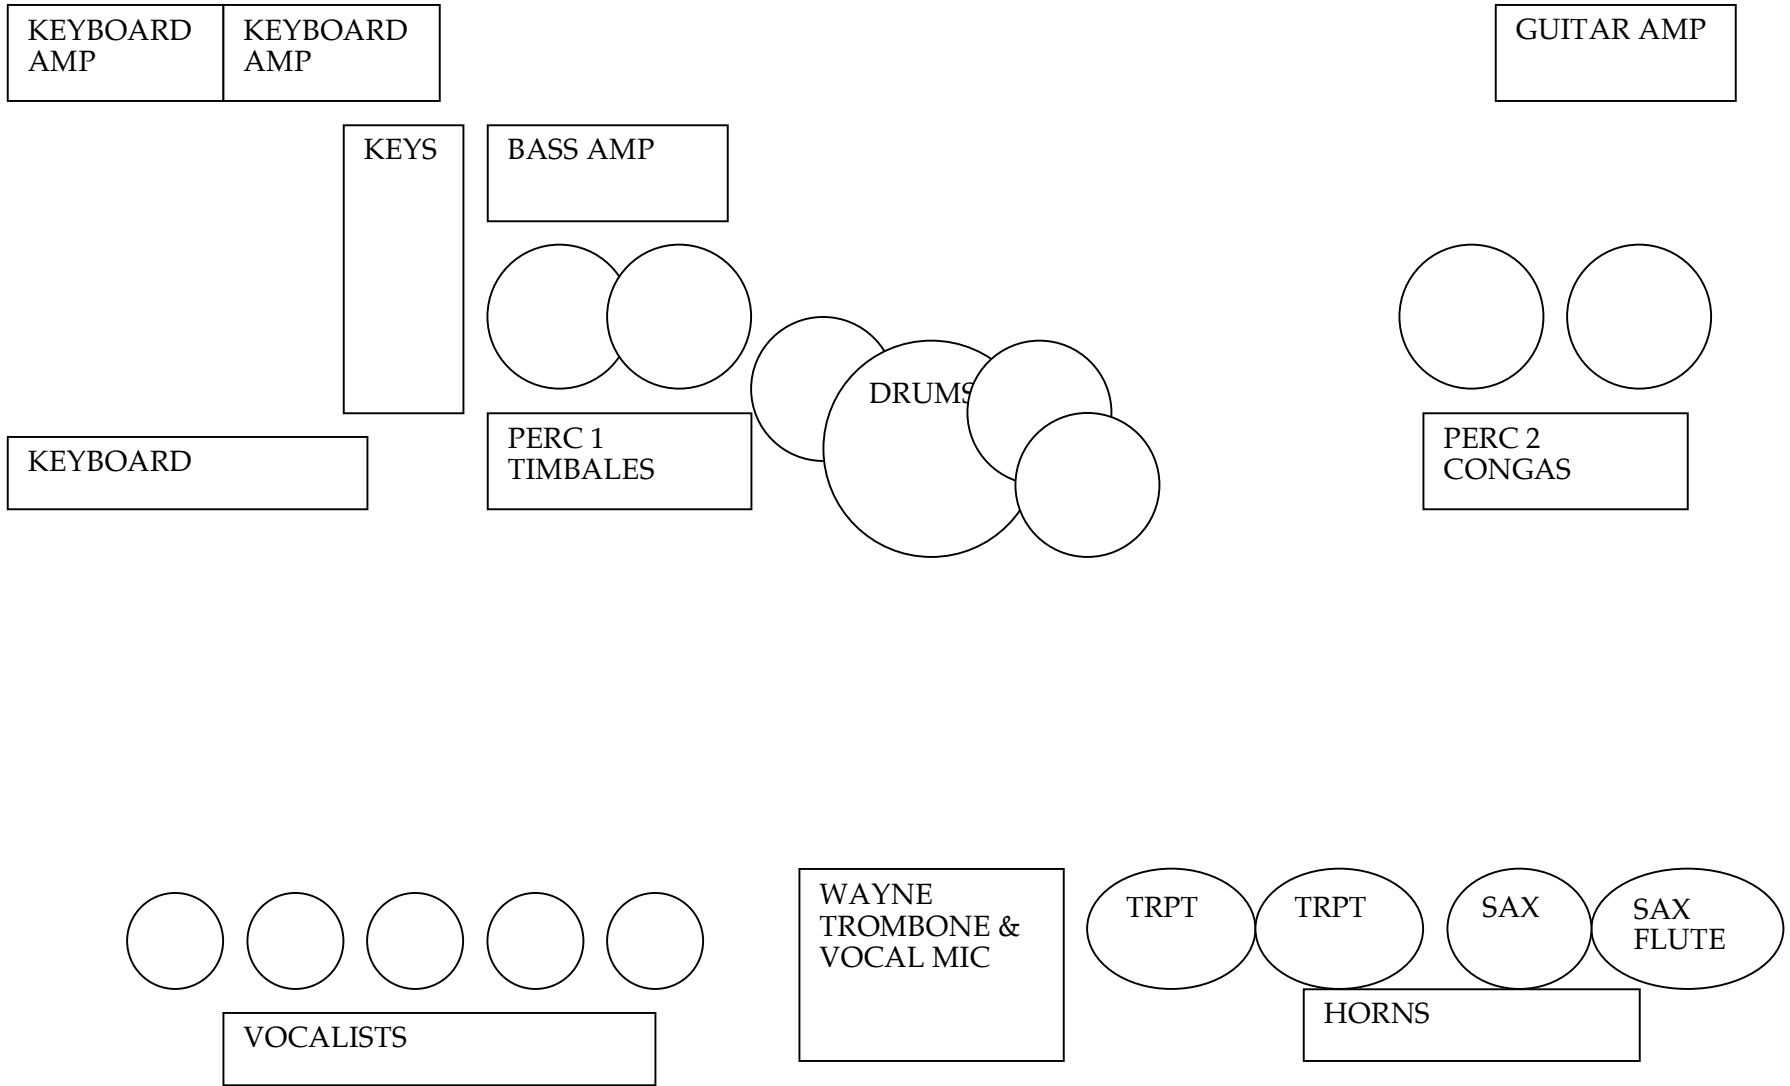 KEYBOARD
AMP
KEYBOARD
AMP
GUITAR AMP
KEYS
BASS AMP
DRUMS
KEYBOARD
PERC 1
TIMBALES
PERC 2
CONGAS
WAYNE
TROMBONE &
VOCAL MIC
TRPT
TRPT
SAX
SAX
FLUTE
HORNS
VOCALISTS